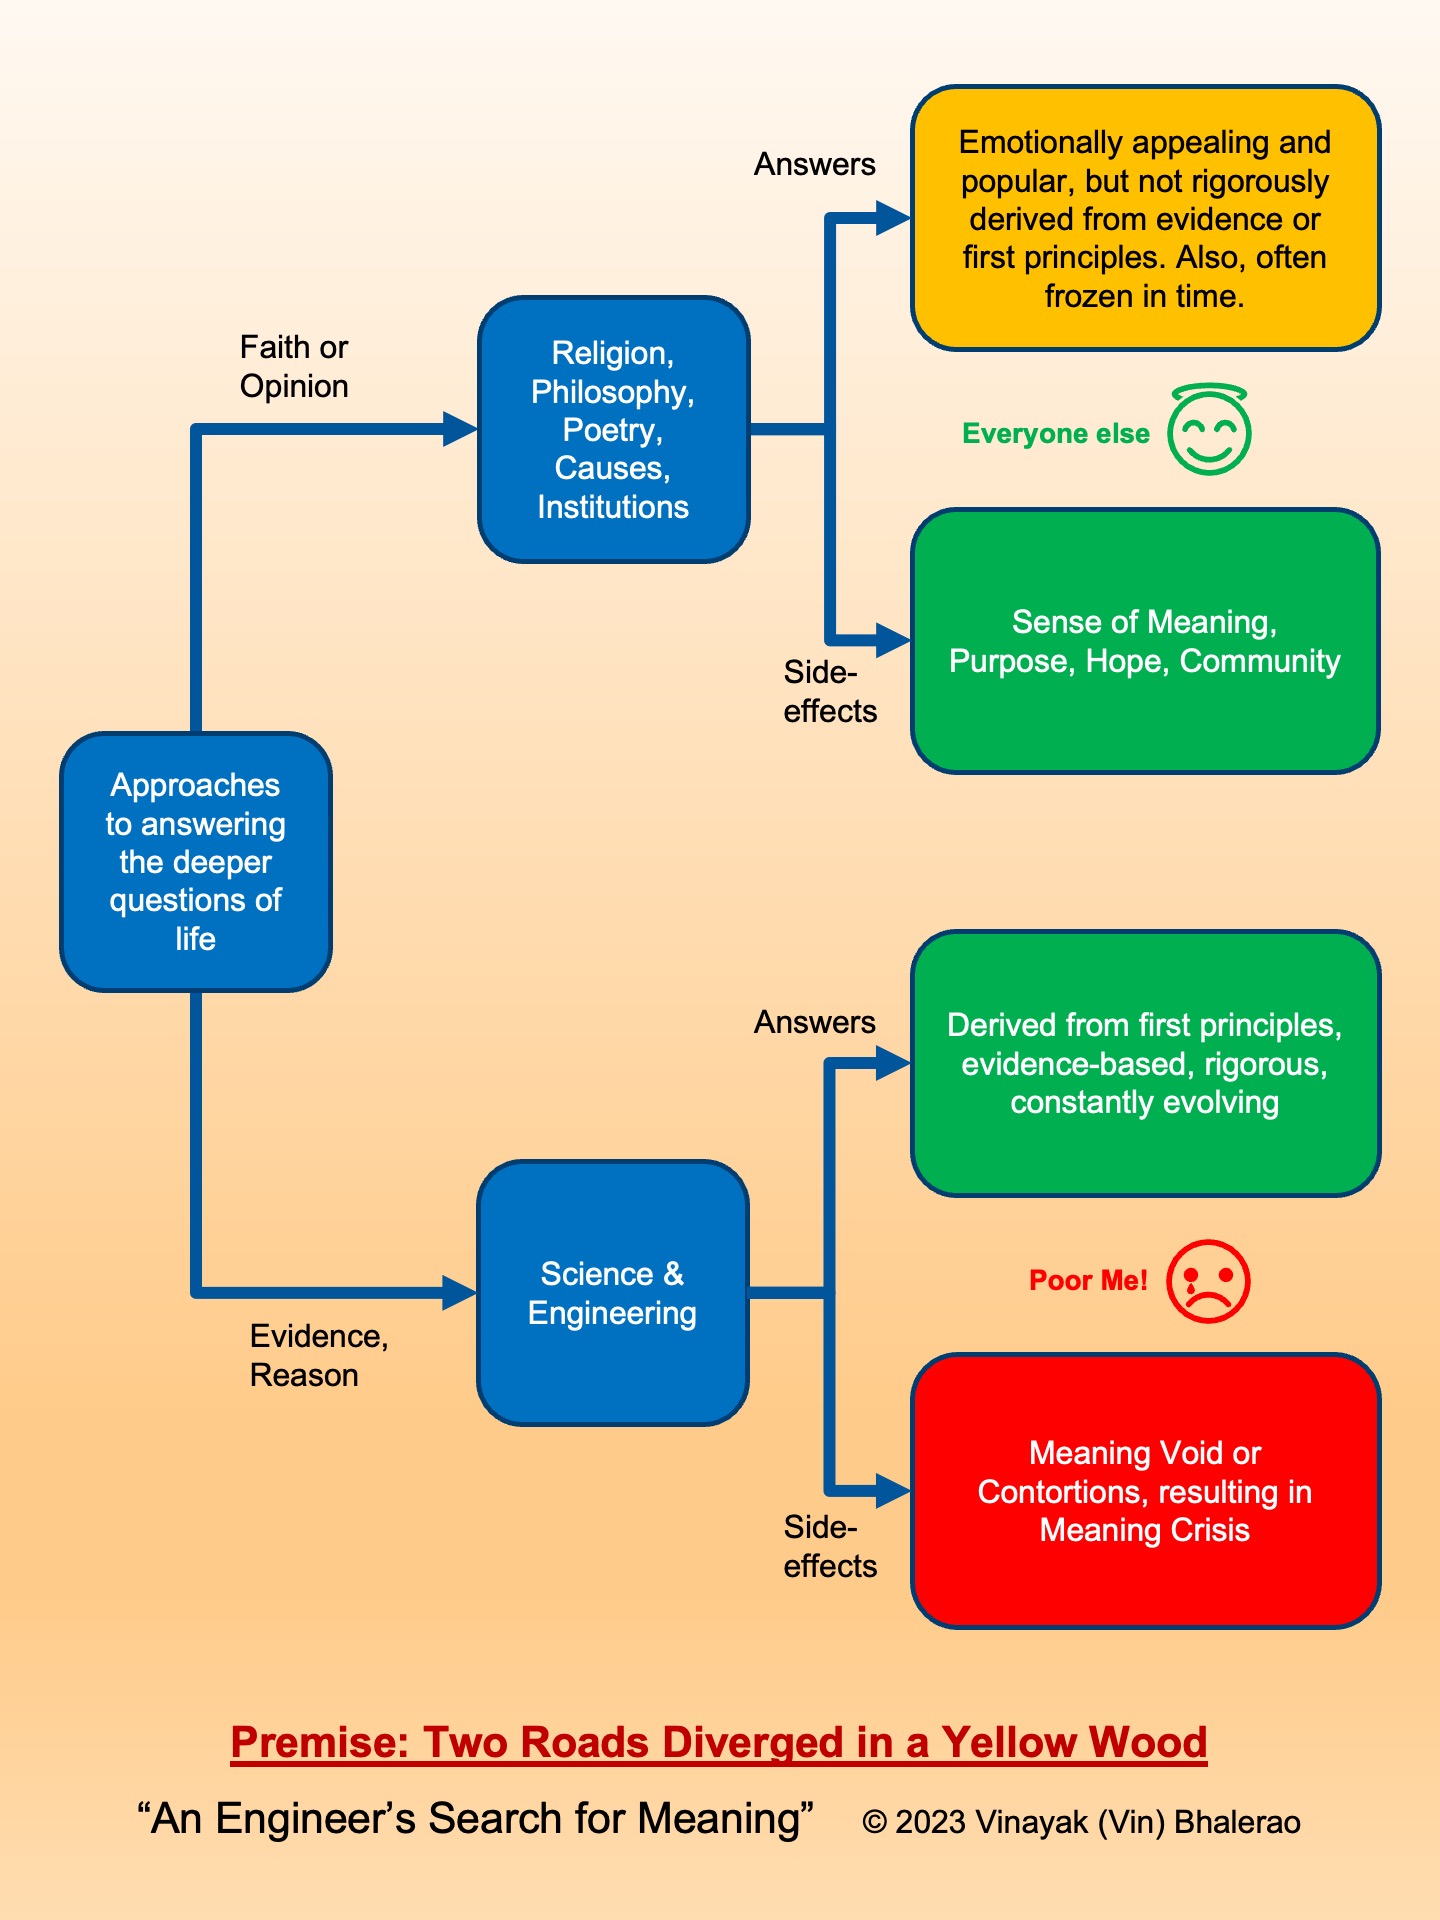 Answers
Emotionally appealing and
popular, but not rigorously
derived from evidence or
first principles. Also, often
frozen in time.
Faith or
Opinion
Religion,
Philosophy,
Poetry,
Causes,
Institutions
Everyone else
Side-
effects
Sense of Meaning,
Purpose, Hope, Community
Approaches
to answering
the deeper
questions of
life
Answers
Derived from first principles,
evidence-based, rigorous,
constantly evolving
Evidence,
Reason
Science &
Engineering
Poor Me!
Side-
effects
Meaning Void or
Contortions, resulting in
Meaning Crisis
Premise: Two Roads Diverged in a Yellow Wood
“An Engineer’s Search for Meaning” © 2023 Vinayak (Vin) Bhalerao